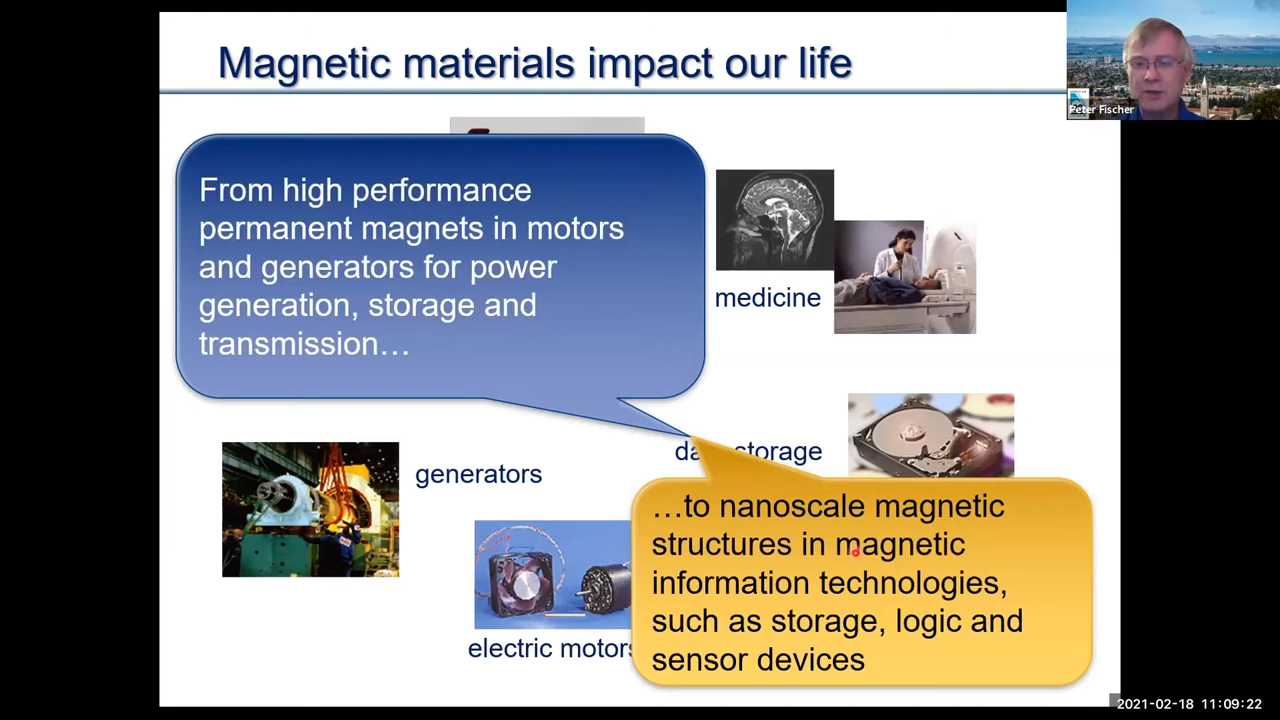 Magnetic materials impact our life
Peter Fischer
From high performance
permanent magnets in motors
and generators for power
generation, storage and
transmission…
medicine
storage
generators
…to nanoscale magnetic
structures in magnetic
information technologies,
such as storage, logic and
sensor devices
electric motors
2021-02-18 11:09:22